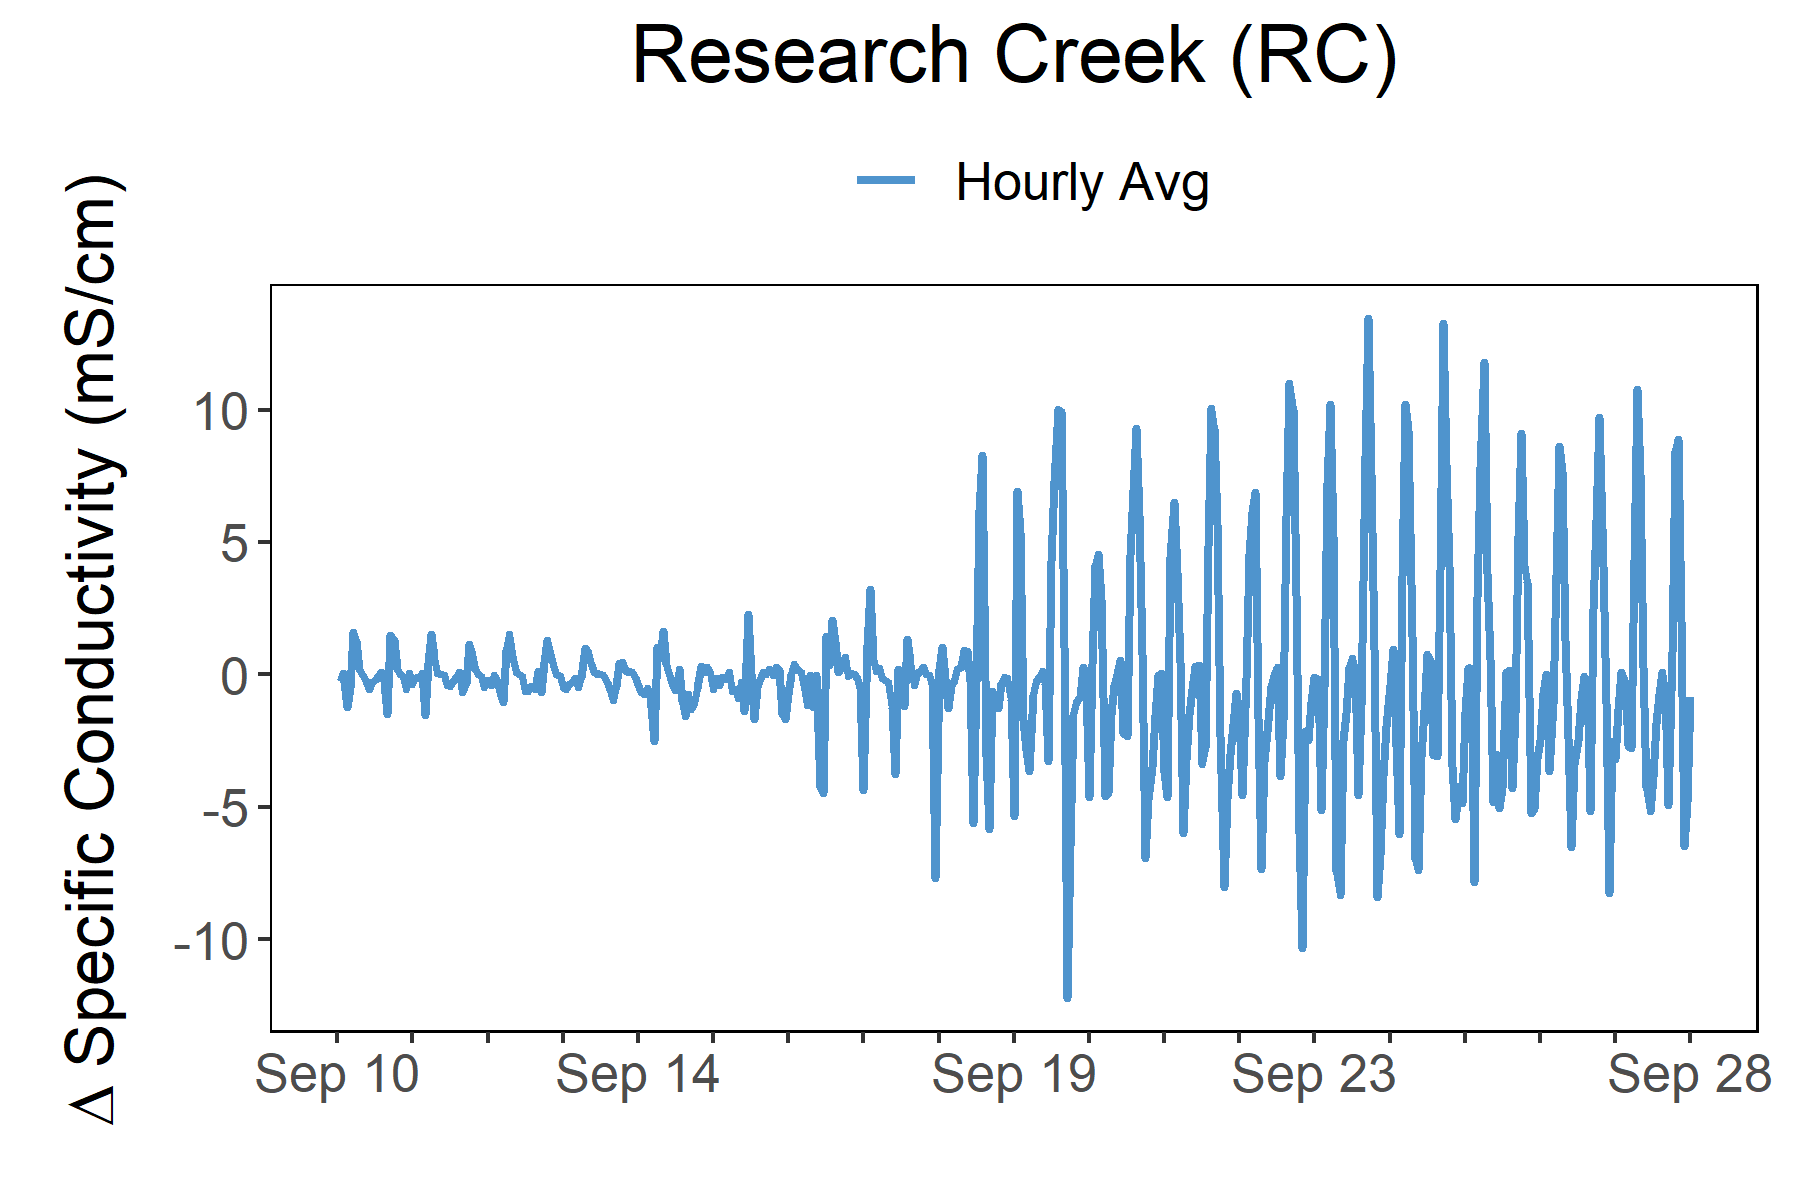 Research Creek (RC)
Hourly Avg
Δ Specific Conductivity (mS/cm)
10
5
0
-5
-10
Sep 10 Sep 14 Sep 19 Sep 23 Sep 28